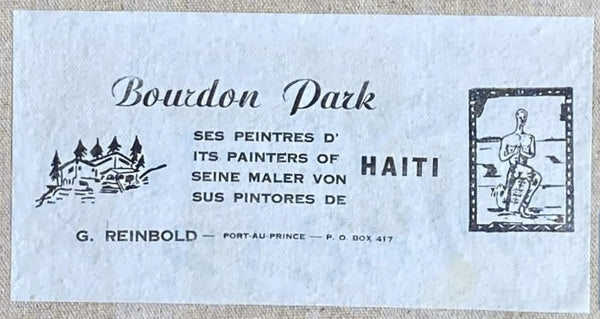 Bourdon Park
SES PEINTRES D'
ITS PAINTERS OF
SEINE MALER VON
SUS PINTORES DE
HAITI
G. REINBOLD — PORT-AU-PRINCE — P. O. BOX 417